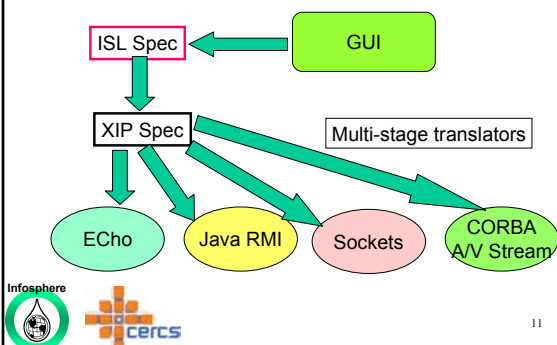 ISL Spec
GUI
XIP Spec
Multi-stage translators
ECho
Java RMI
Sockets
CORBA
A/V Stream
Infosphere
cercs
11